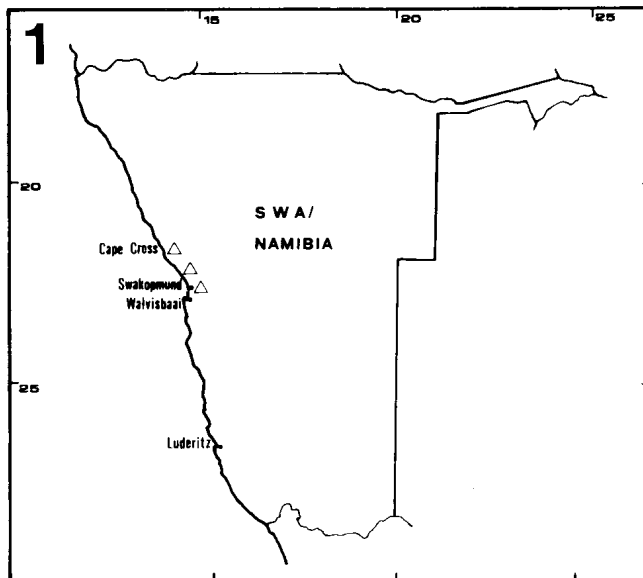 1
15
20
25
20
SWA/
NAMIBIA
Cape Cross
Swakopmund
Walvisbaai
25
Luderitz